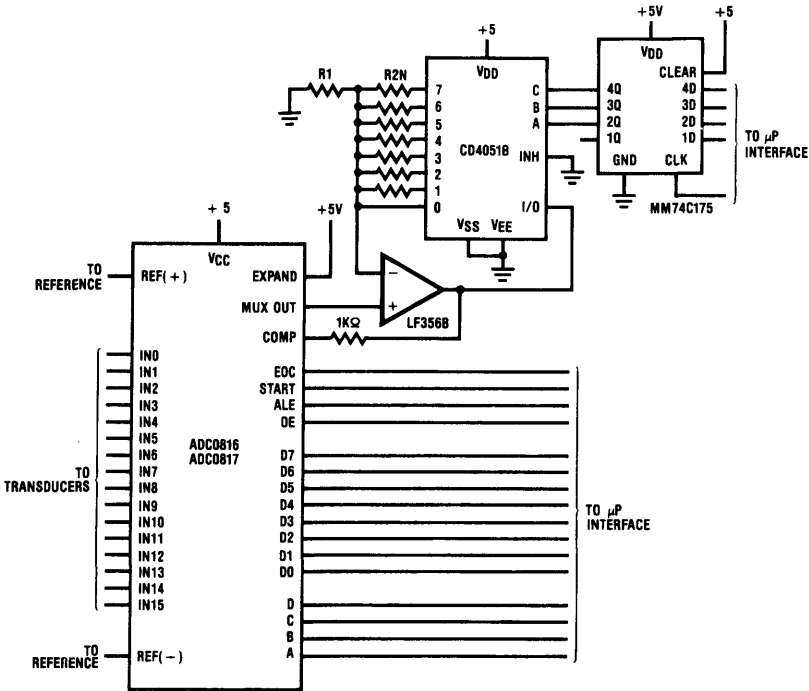 +5V
+5
+5
VDD
CLEAR
R1
R2N
VDD
7
6
5
4
3
2
1
0
CD4051B
C
B
A
INH
I/O
VSS
VEE
4Q
3Q
2Q
1Q
4D
3D
2D
1D
GND
CLK
MM74C175
TO µP
INTERFACE
+ 5
+5V
VCC
TO
REFERENCE
REF(+)
EXPAND
MUX OUT
COMP
−
+
LF356B
1KΩ
IN0
IN1
IN2
IN3
IN4
IN5
IN6
IN7
IN8
IN9
IN10
IN11
IN12
IN13
IN14
IN15
TO
TRANSDUCERS
ADC0816
ADC0817
EOC
START
ALE
OE
D7
D6
D5
D4
D3
D2
D1
D0
D
C
B
A
TO µP
INTERFACE
TO
REFERENCE
REF(−)